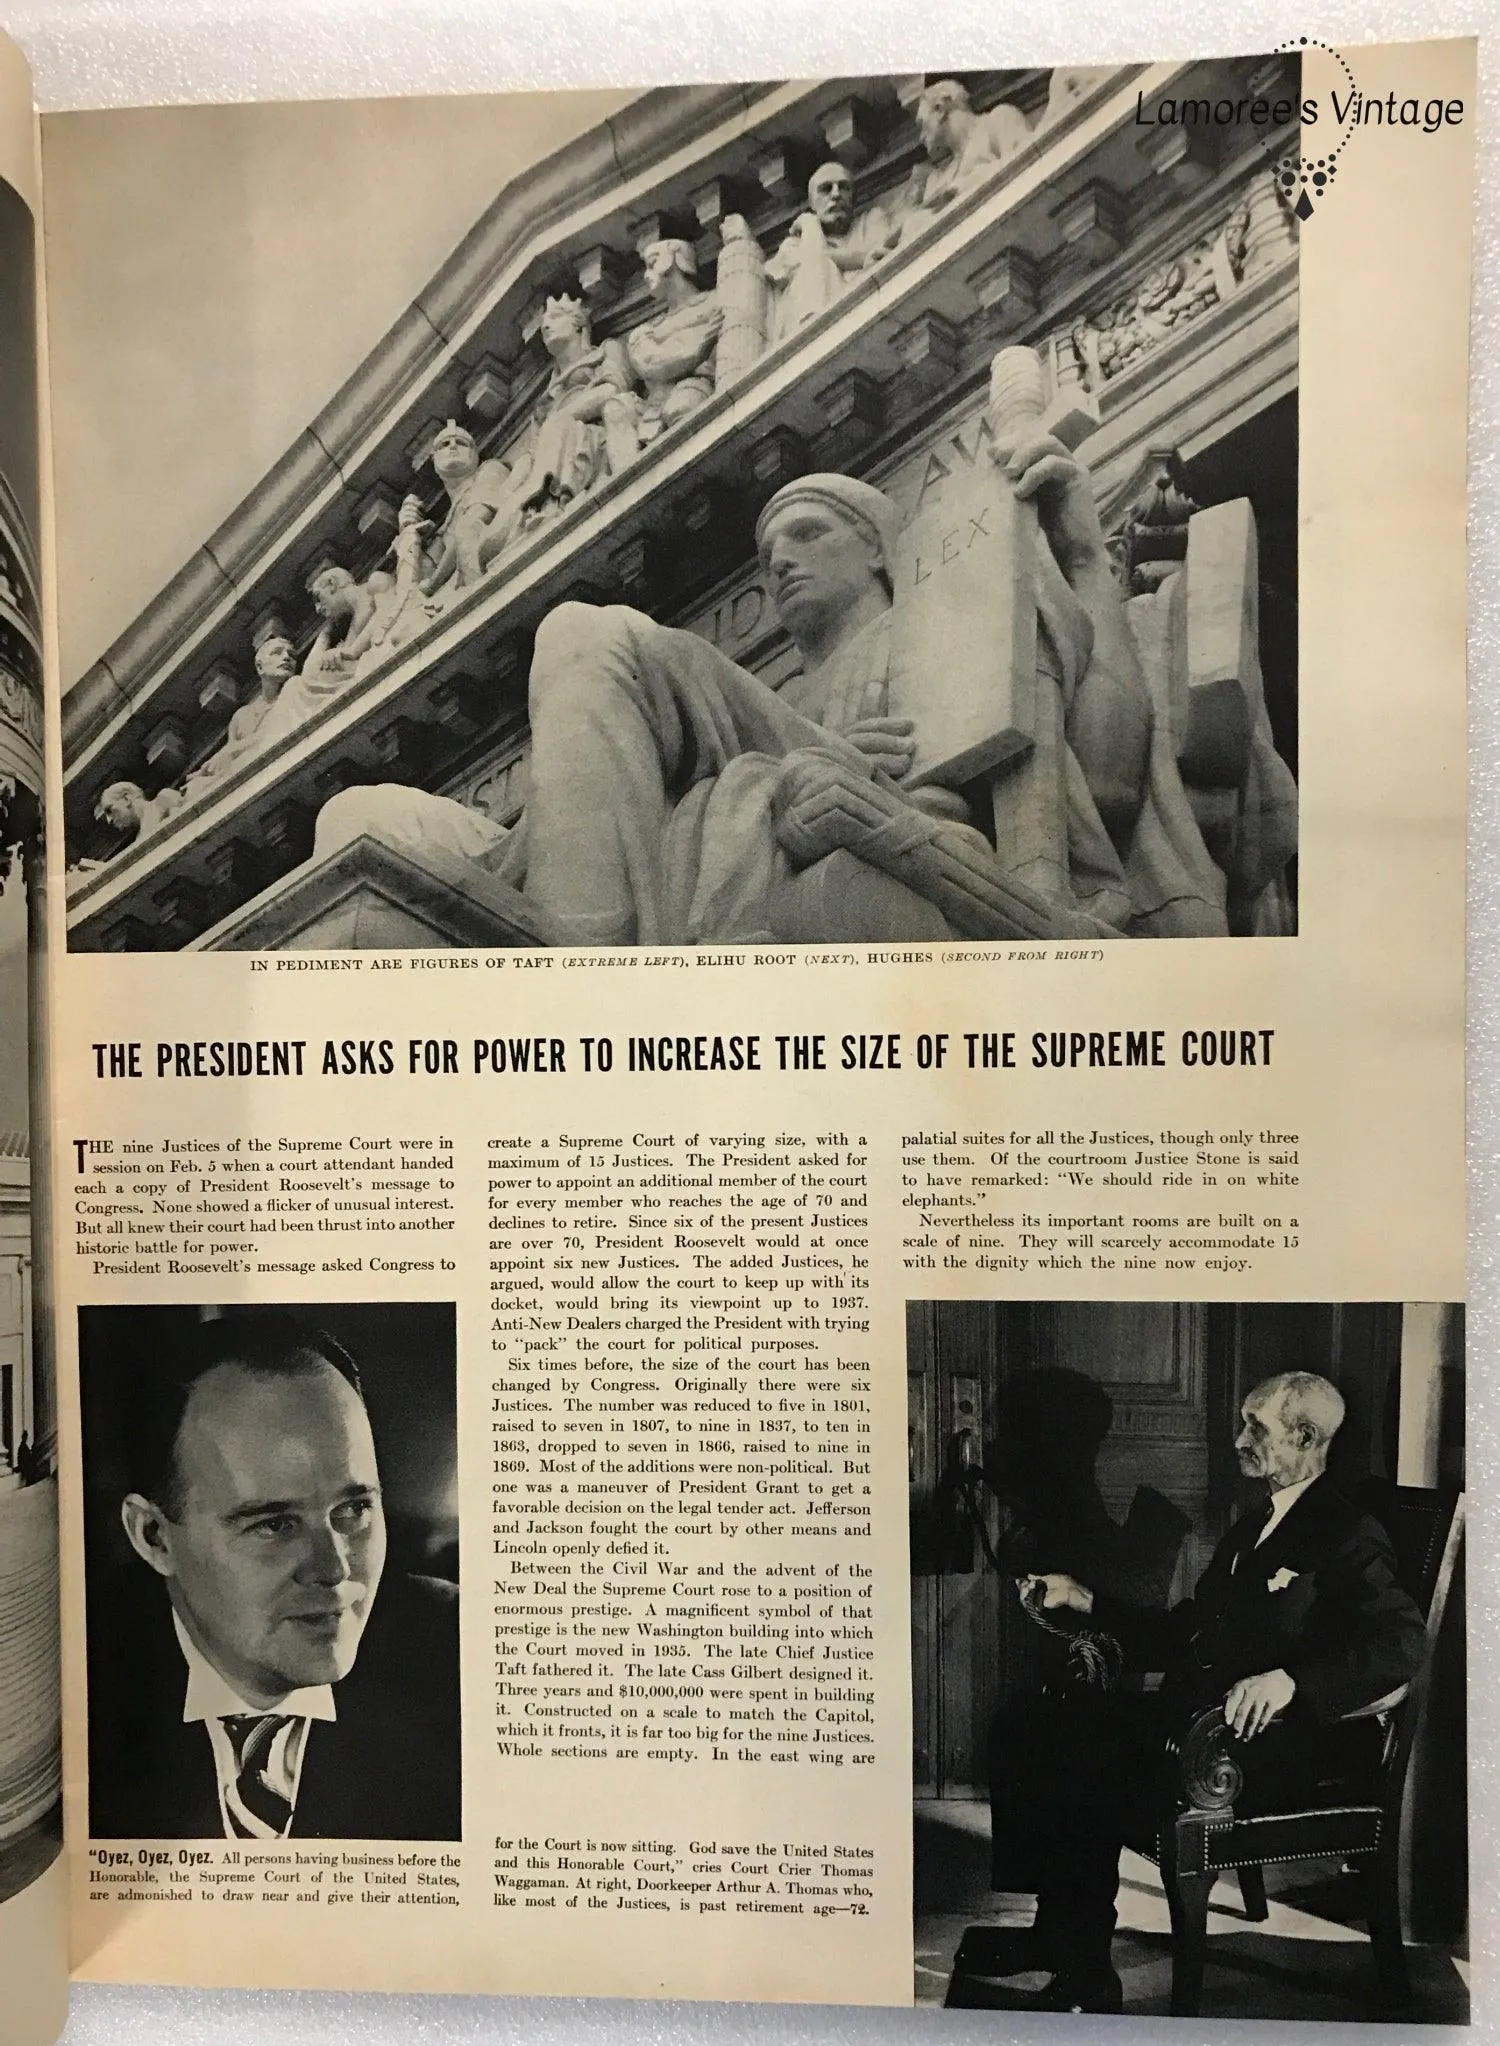 Lamoree's Vintage
LAW
LEX
ID
ST
IN PEDIMENT ARE FIGURES OF TAFT (EXTREME LEFT), ELIHU ROOT (NEXT), HUGHES (SECOND FROM RIGHT)
THE PRESIDENT ASKS FOR POWER TO INCREASE THE SIZE OF THE SUPREME COURT
THE nine Justices of the Supreme Court were in
session on Feb. 5 when a court attendant handed
each a copy of President Roosevelt's message to
Congress. None showed a flicker of unusual interest.
But all knew their court had been thrust into another
historic battle for power.
President Roosevelt's message asked Congress to
create a Supreme Court of varying size, with a
maximum of 15 Justices. The President asked for
power to appoint an additional member of the court
for every member who reaches the age of 70 and
declines to retire. Since six of the present Justices
are over 70, President Roosevelt would at once
appoint six new Justices. The added Justices, he
argued, would allow the court to keep up with its
docket, would bring its viewpoint up to 1937.
Anti-New Dealers charged the President with trying
to "pack" the court for political purposes.
Six times before, the size of the court has been
changed by Congress. Originally there were six
Justices. The number was reduced to five in 1801,
raised to seven in 1807, to nine in 1837, to ten in
1863, dropped to seven in 1866, raised to nine in
1869. Most of the additions were non-political. But
one was a maneuver of President Grant to get a
favorable decision on the legal tender act. Jefferson
and Jackson fought the court by other means and
Lincoln openly defied it.
Between the Civil War and the advent of the
New Deal the Supreme Court rose to a position of
enormous prestige. A magnificent symbol of that
prestige is the new Washington building into which
the Court moved in 1935. The late Chief Justice
Taft fathered it. The late Cass Gilbert designed it.
Three years and $10,000,000 were spent in building
it. Constructed on a scale to match the Capitol,
which it fronts, it is far too big for the nine Justices.
Whole sections are empty. In the east wing are
palatial suites for all the Justices, though only three
use them. Of the courtroom Justice Stone is said
to have remarked: "We should ride in on white
elephants."
Nevertheless its important rooms are built on a
scale of nine. They will scarcely accommodate 15
with the dignity which the nine now enjoy.
"Oyez, Oyez, Oyez. All persons having business before the
Honorable, the Supreme Court of the United States,
are admonished to draw near and give their attention,
for the Court is now sitting. God save the United States
and this Honorable Court," cries Court Crier Thomas
Waggaman. At right, Doorkeeper Arthur A. Thomas who,
like most of the Justices, is past retirement age—72.